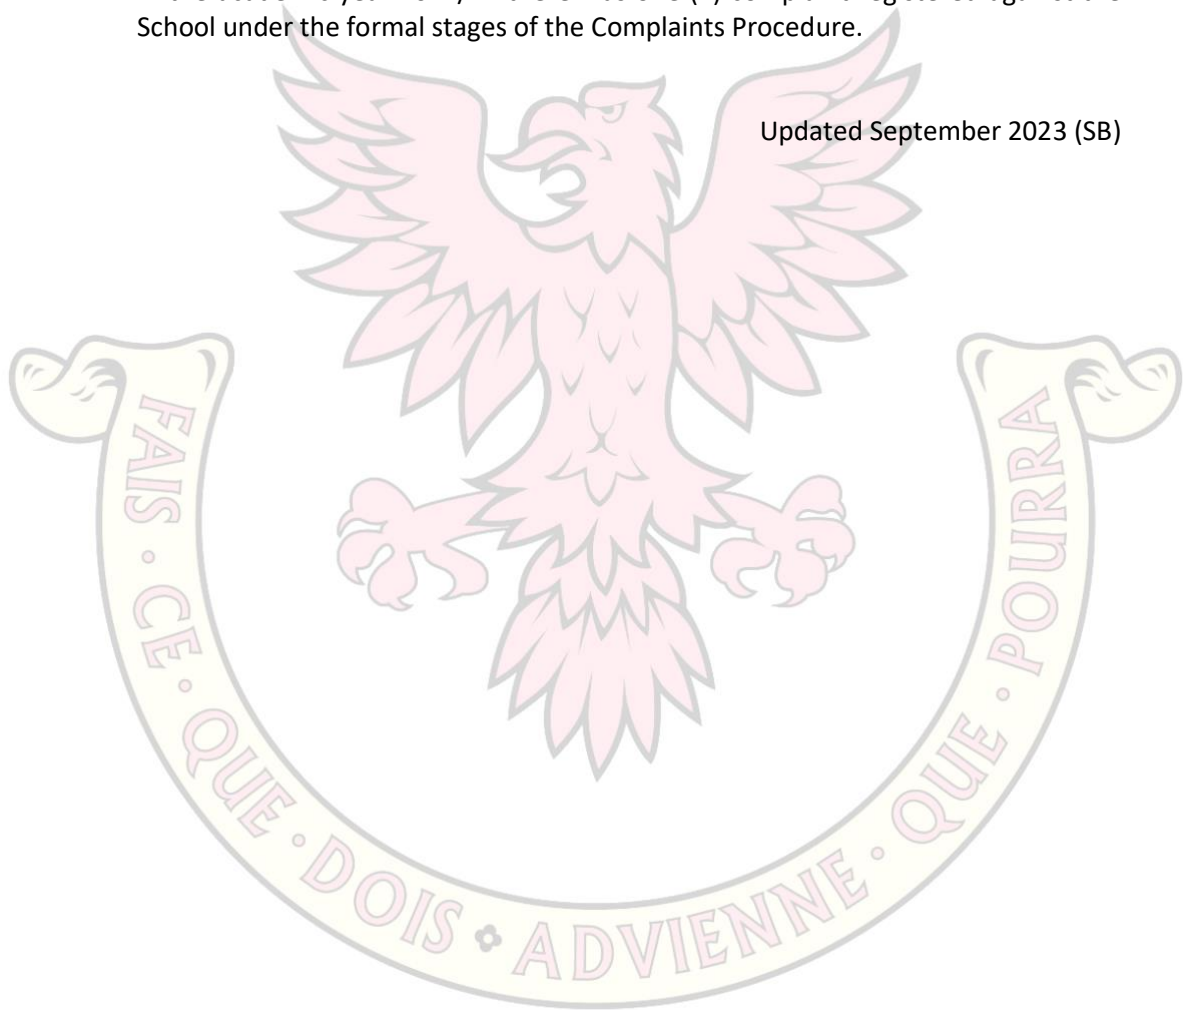 School under the formal stages of the Complaints Procedure.
Updated September 2023 (SB)
FAIS · CE · QUE · DOIS · ADVIENNE · QUE · POURRA